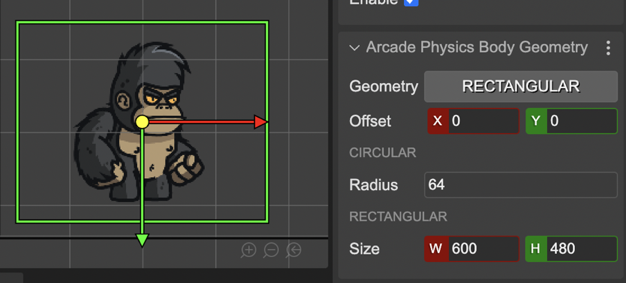 Enable
Arcade Physics Body Geometry
Geometry RECTANGULAR
Offset X 0 Y 0
CIRCULAR
Radius 64
RECTANGULAR
Size W 600 H 480